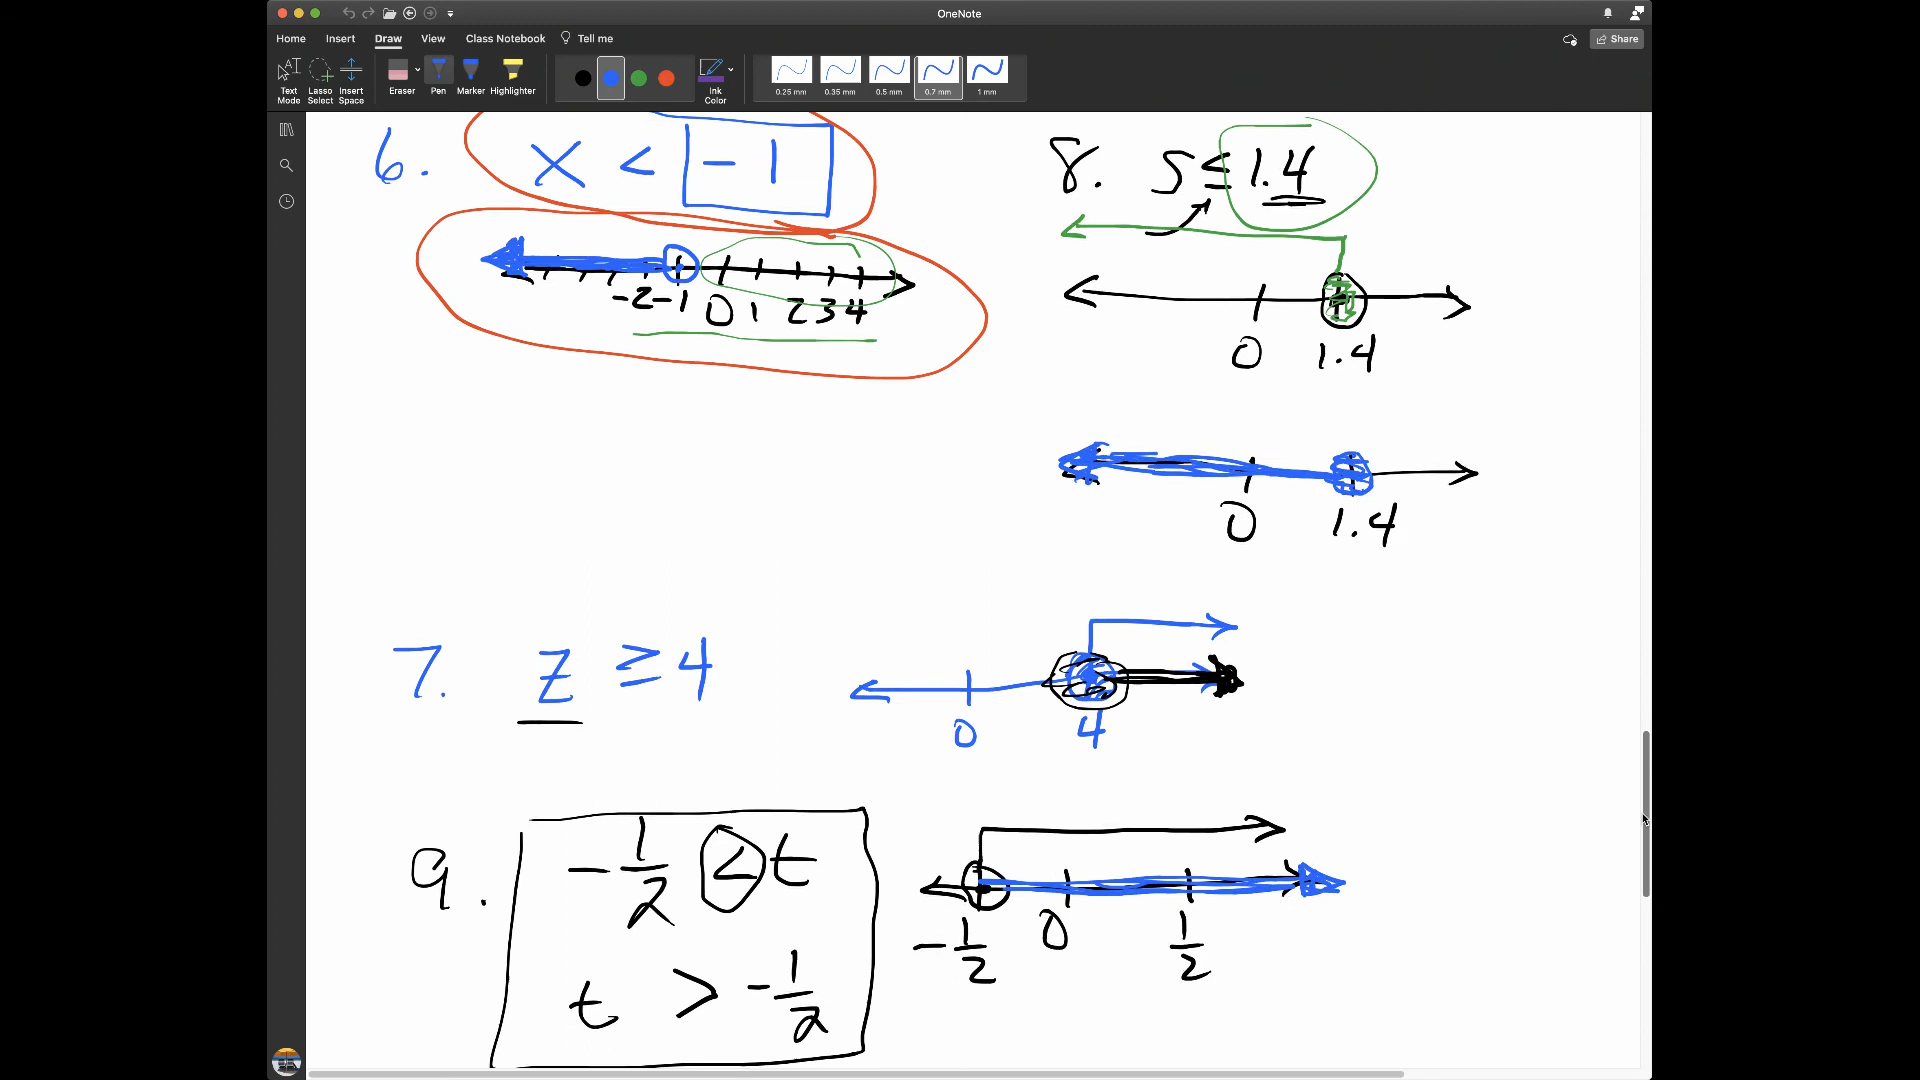 OneNote
Home Insert Draw View Class Notebook Tell me
Share
Text Mode
Lasso Select
Insert Space
Eraser
Pen
Marker
Highlighter
Ink Color
0.25 mm
0.35 mm
0.5 mm
0.7 mm
1 mm
6. x < -1
-2 -1 0 1 2 3 4
8. S ≤ 1.4
0 1.4
0 1.4
7. z ≥ 4
0 4
9. -1/2 < t
t > -1/2
-1/2 0 1/2